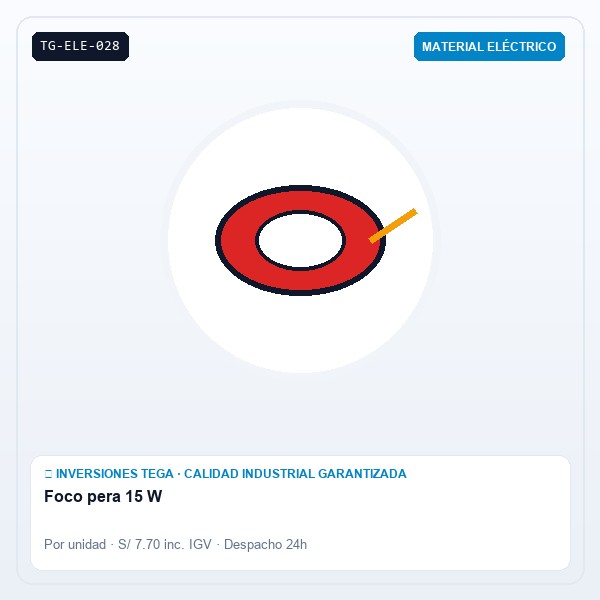 TG-ELE-028
MATERIAL ELÉCTRICO
INVERSIONES TEGA · CALIDAD INDUSTRIAL GARANTIZADA
Foco pera 15 W
Por unidad · S/ 7.70 inc. IGV · Despacho 24h